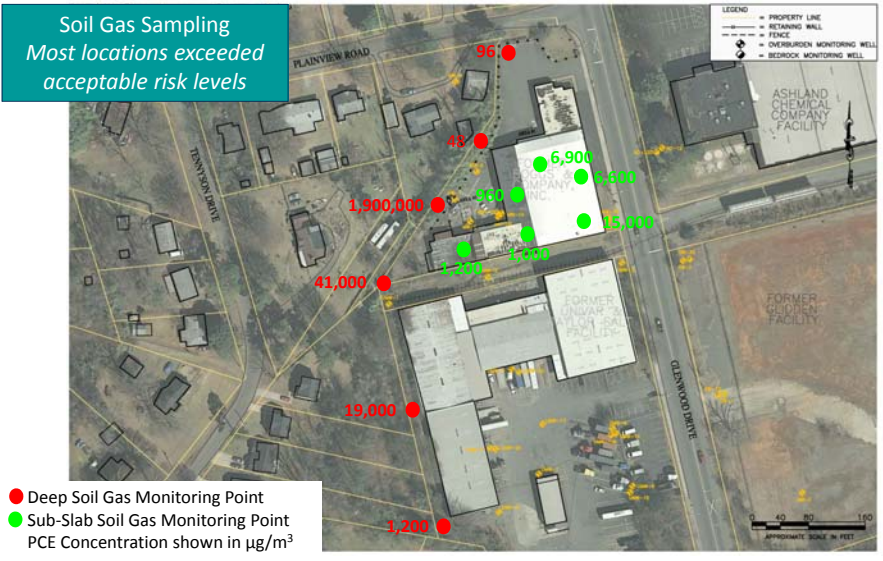 Soil Gas Sampling
Most locations exceeded
acceptable risk levels
LEGEND
= PROPERTY LINE
= RETAINING WALL
= FENCE
= OVERBURDEN MONITORING WELL
= BEDROCK MONITORING WELL
PLAINVIEW ROAD
96
ASHLAND
CHEMICAL
COMPANY
FACILITY
TENNYSON DRIVE
48
6,900
6,800
COMPANY,
INC.
960
1,900,000
15,000
1,000
1,200
41,000
FORMER
UNIVAR &
FACILITY
FORMER
GLIDDEN
FACILITY
GLENWOOD DRIVE
19,000
1,200
Deep Soil Gas Monitoring Point
Sub-Slab Soil Gas Monitoring Point
PCE Concentration shown in µg/m³
0 40 80 160
APPROXIMATE SCALE IN FEET